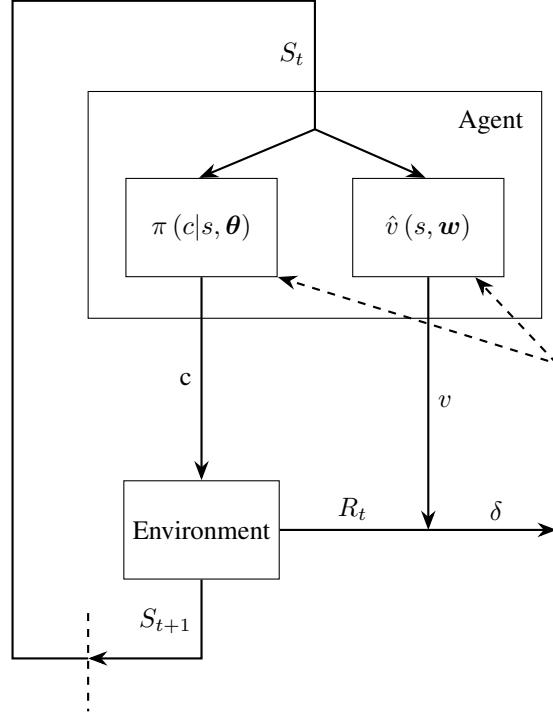 S_t
Agent
π (c|s, θ)
v̂ (s, w)
c
v
Environment
R_t
δ
S_{t+1}